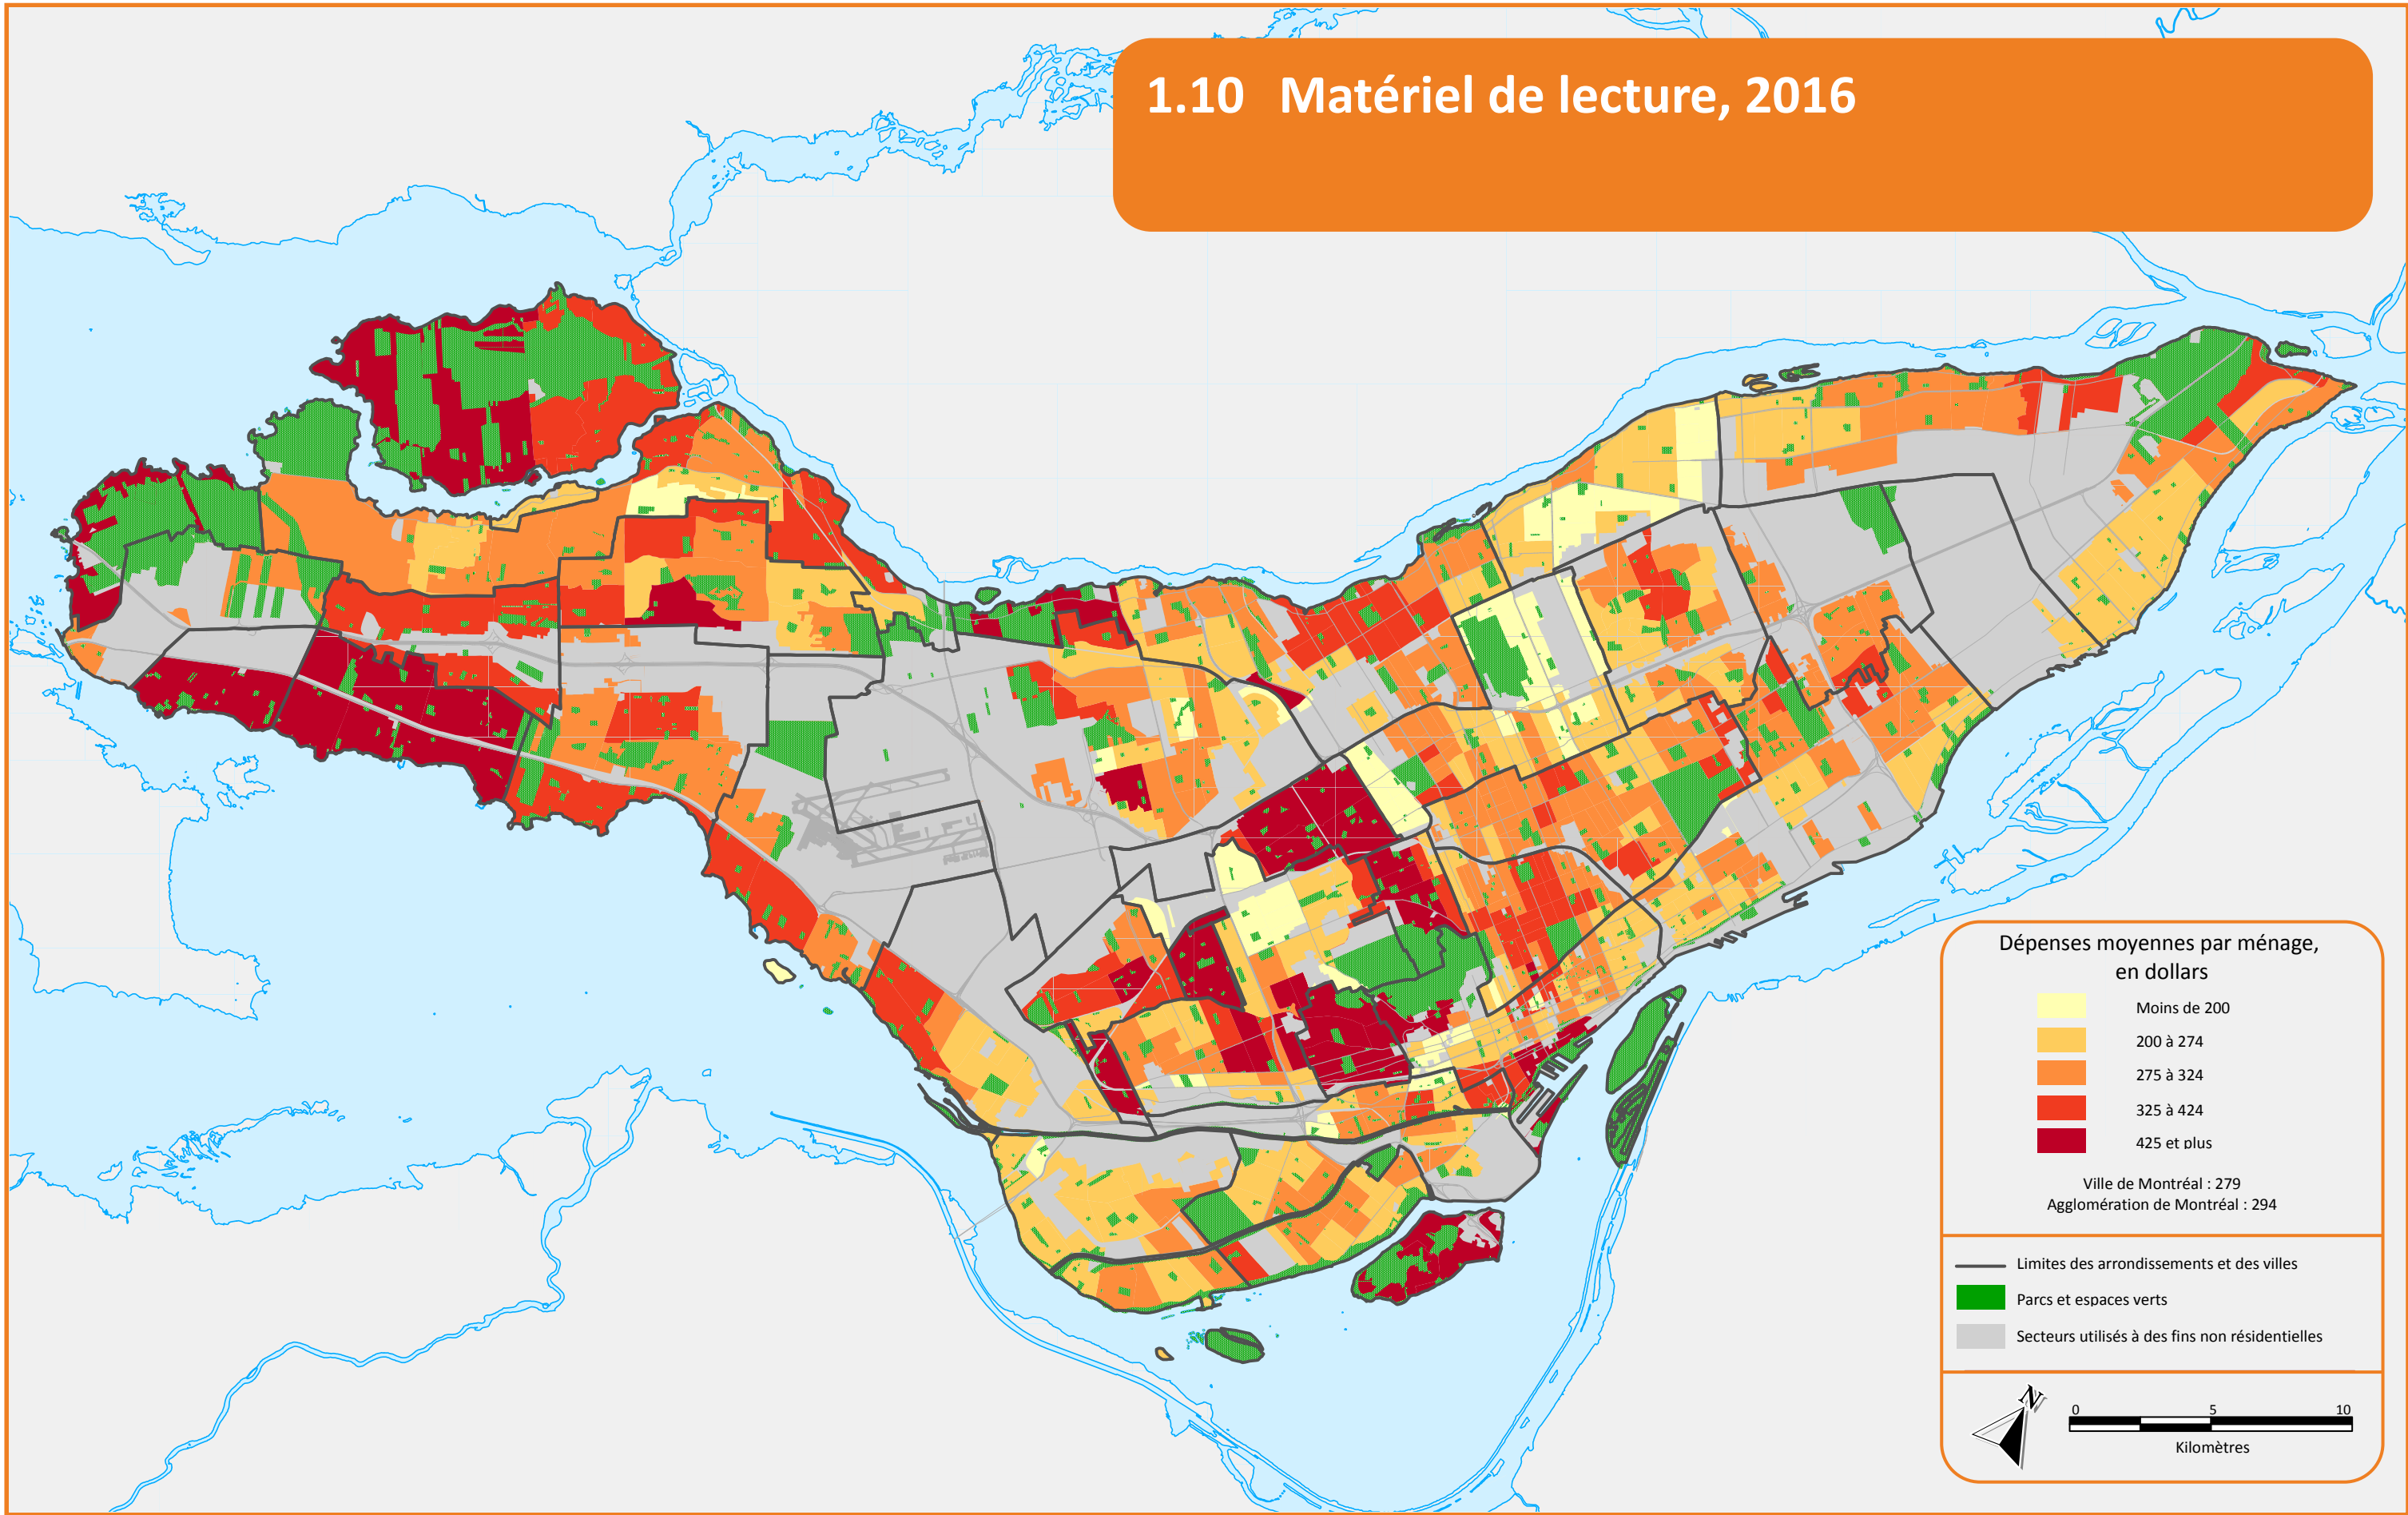 1.10 Matériel de lecture, 2016
Dépenses moyennes par ménage,
en dollars
Moins de 200
200 à 274
275 à 324
325 à 424
425 et plus
Ville de Montréal : 279
Agglomération de Montréal : 294
Limites des arrondissements et des villes
Parcs et espaces verts
Secteurs utilisés à des fins non résidentielles
N
0 5 10
Kilomètres